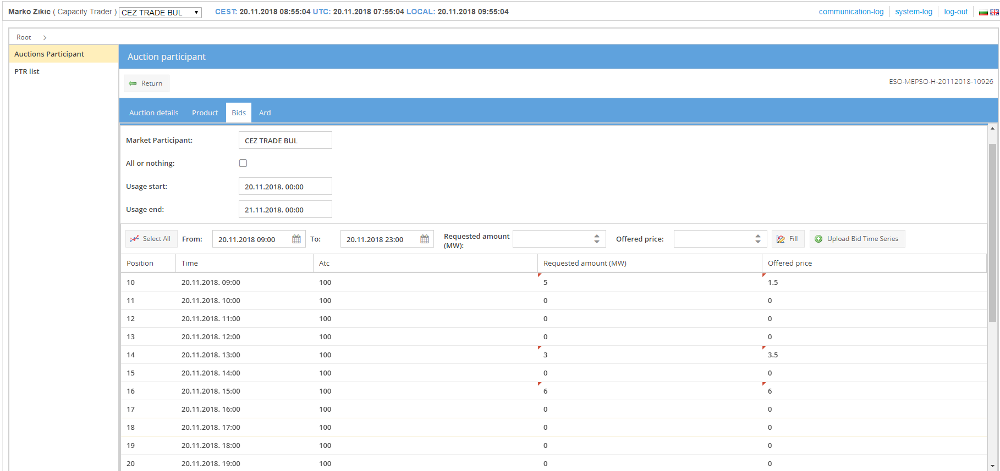 Marko Zikic ( Capacity Trader ) CEZ TRADE BUL CEST: 20.11.2018 08:55:04 UTC: 20.11.2018 07:55:04 LOCAL: 20.11.2018 09:55:04 communication-log system-log log-out
Root
Auctions Participant
PTR list
Auction participant
Return ESO-MEPSO-H-20112018-10926
Auction details Product Bids Ard
Market Participant: CEZ TRADE BUL
All or nothing:
Usage start: 20.11.2018. 00:00
Usage end: 21.11.2018. 00:00
Select All From: 20.11.2018 09:00 To: 20.11.2018 23:00 Requested amount (MW): Offered price: Fill Upload Bid Time Series
Position Time Atc Requested amount (MW) Offered price
10 20.11.2018. 09:00 100 5 1.5
11 20.11.2018. 10:00 100 0 0
12 20.11.2018. 11:00 100 0 0
13 20.11.2018. 12:00 100 0 0
14 20.11.2018. 13:00 100 3 3.5
15 20.11.2018. 14:00 100 0 0
16 20.11.2018. 15:00 100 6 6
17 20.11.2018. 16:00 100 0 0
18 20.11.2018. 17:00 100 0 0
19 20.11.2018. 18:00 100 0 0
20 20.11.2018. 19:00 100 0 0